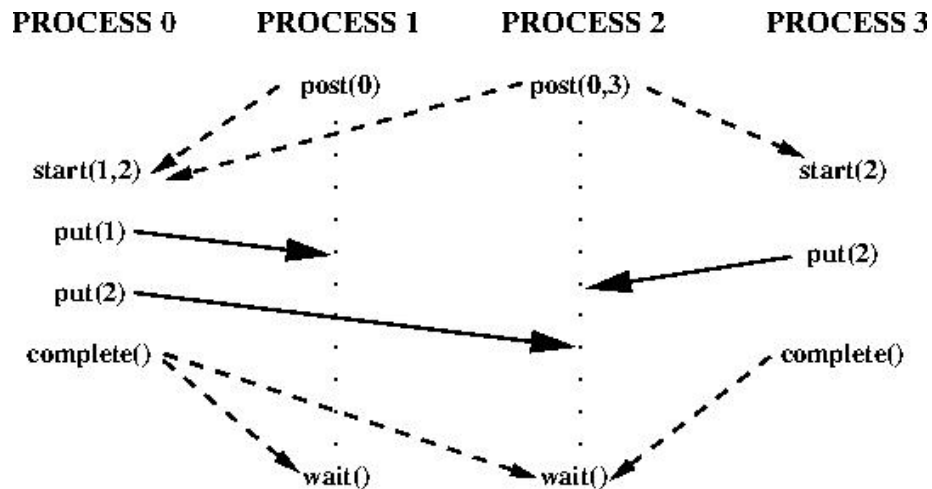 PROCESS 0 PROCESS 1 PROCESS 2 PROCESS 3
post(0) post(0,3)
start(1,2) start(2)
put(1)
put(2)
put(2)
complete() complete()
wait() wait()